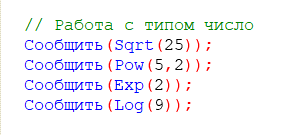 // Работа с типом число
Сообщить(Sqrt(25));
Сообщить(Pow(5,2));
Сообщить(Exp(2));
Сообщить(Log(9));